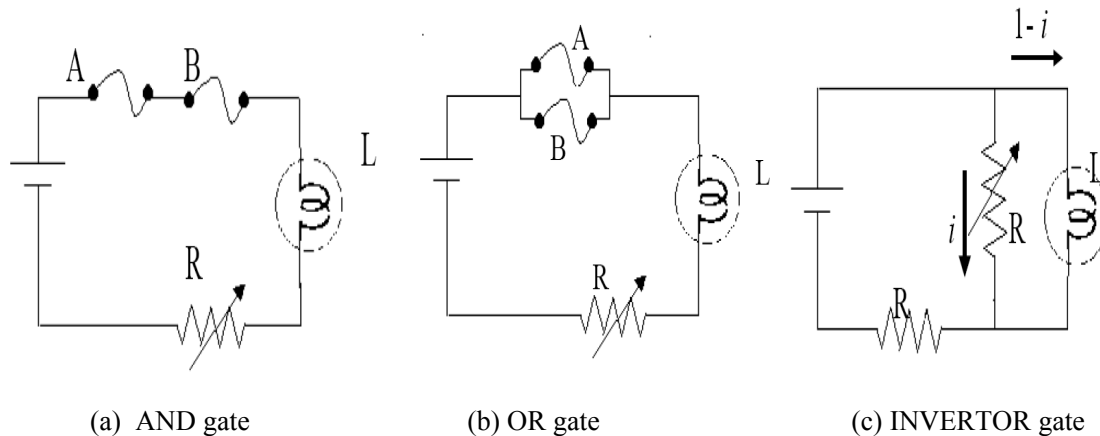 A
B
L
R
A
B
L
R
1- i
i
R
L
R
(a) AND gate
(b) OR gate
(c) INVERTOR gate